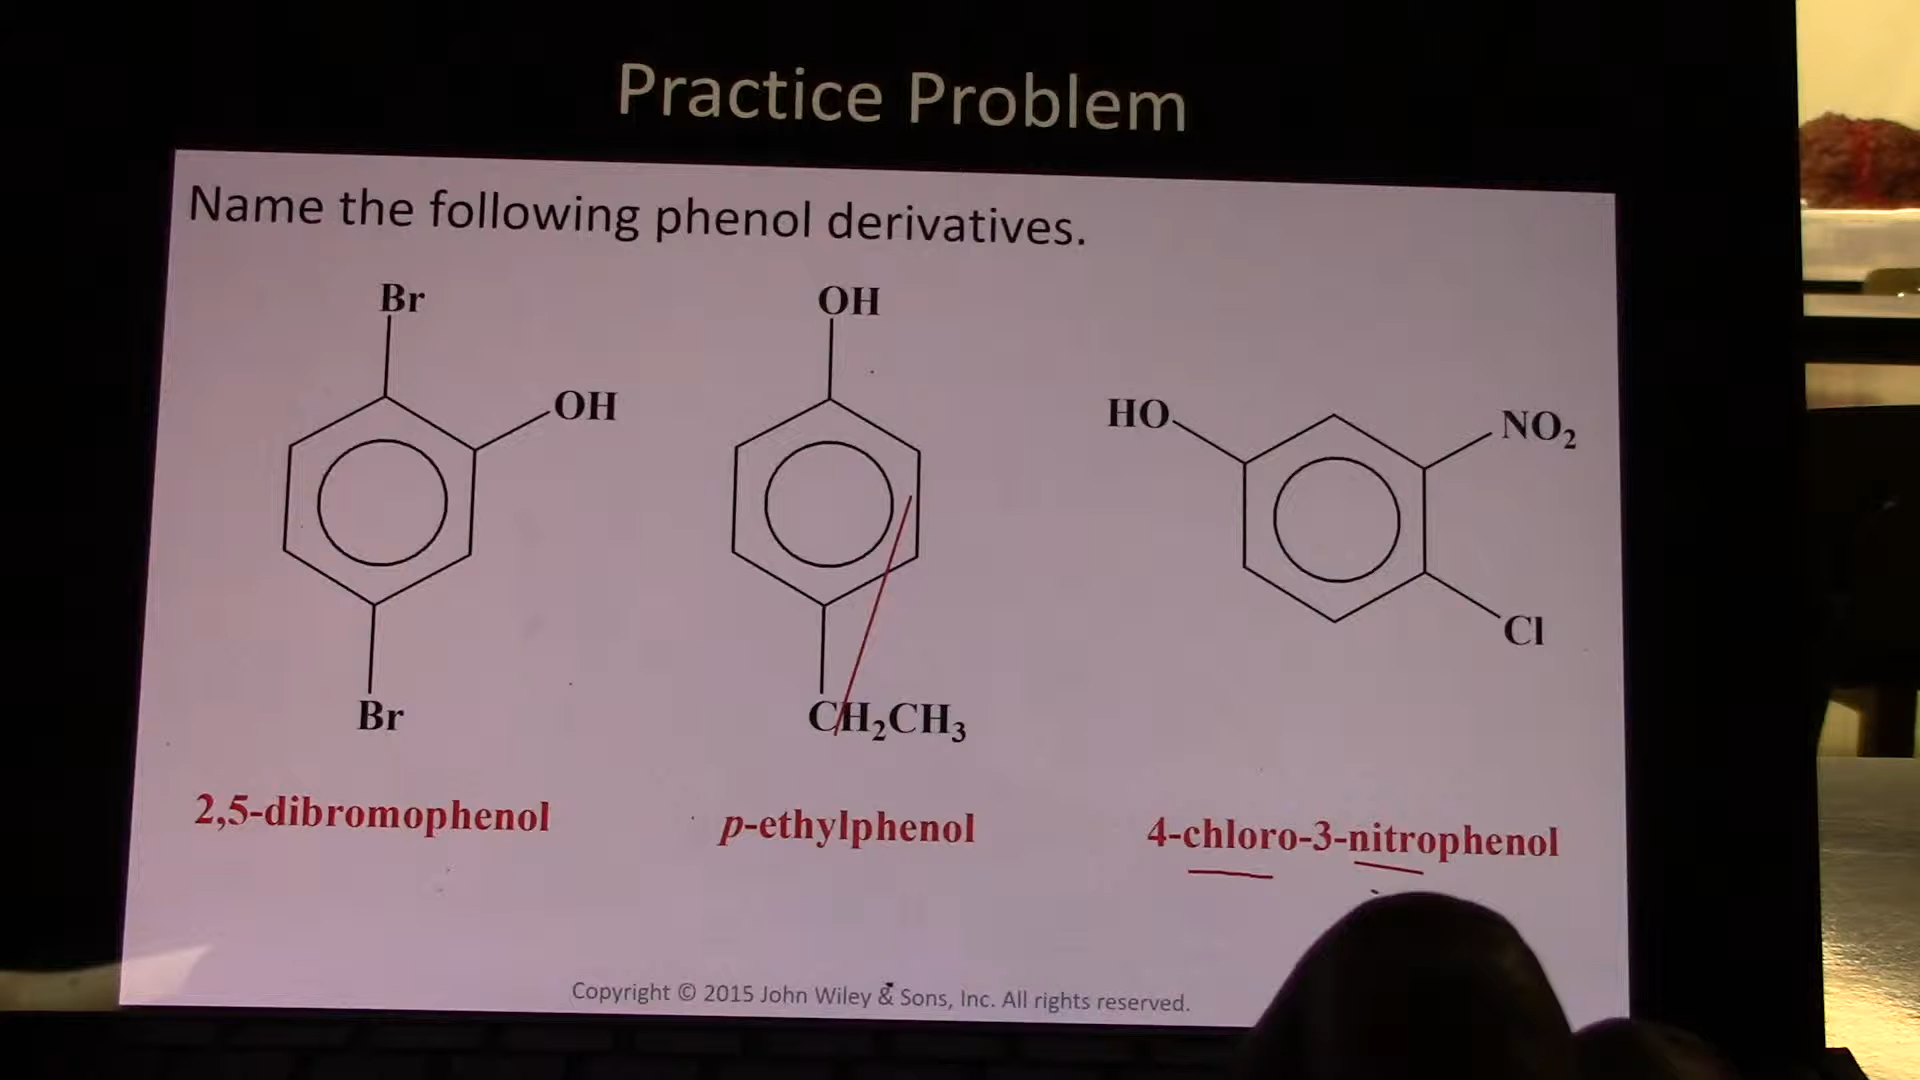 Practice Problem
Name the following phenol derivatives.
Br
OH
OH
HO
NO₂
Cl
Br
CH₂CH₃
2,5-dibromophenol
p-ethylphenol
4-chloro-3-nitrophenol
Copyright © 2015 John Wiley & Sons, Inc. All rights reserved.